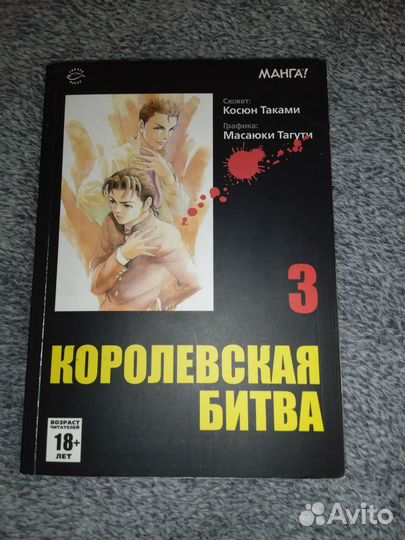 МАНГА!
Сюжет:
Косюн Таками
Графика:
Масаюки Тагути
3
КОРОЛЕВСКАЯ
БИТВА
ВОЗРАСТ
ЧИТАТЕЛЕЙ
18+
ЛЕТ
Avito